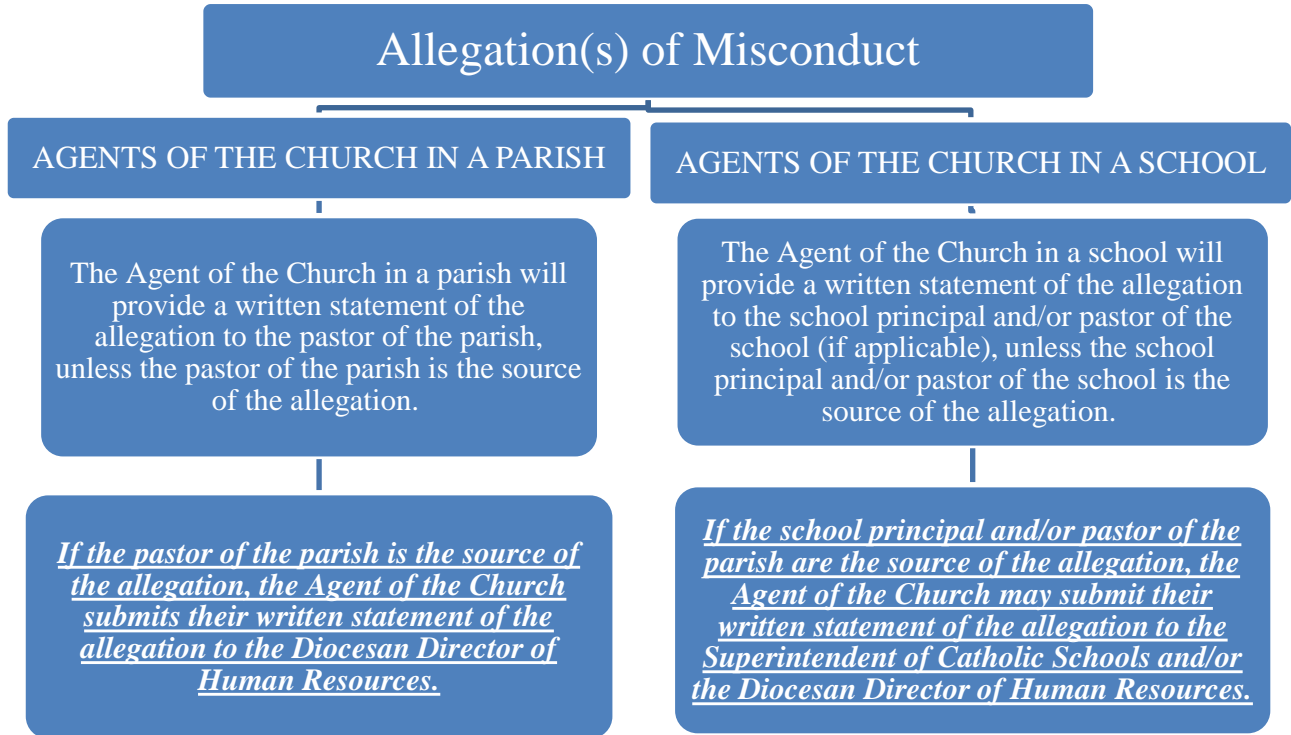 Allegation(s) of Misconduct
AGENTS OF THE CHURCH IN A PARISH
The Agent of the Church in a parish will
provide a written statement of the
allegation to the pastor of the parish,
unless the pastor of the parish is the source
of the allegation.
If the pastor of the parish is the source of
the allegation, the Agent of the Church
submits their written statement of the
allegation to the Diocesan Director of
Human Resources.
AGENTS OF THE CHURCH IN A SCHOOL
The Agent of the Church in a school will
provide a written statement of the allegation
to the school principal and/or pastor of the
school (if applicable), unless the school
principal and/or pastor of the school is the
source of the allegation.
If the school principal and/or pastor of the
parish are the source of the allegation, the
Agent of the Church may submit their
written statement of the allegation to the
Superintendent of Catholic Schools and/or
the Diocesan Director of Human Resources.